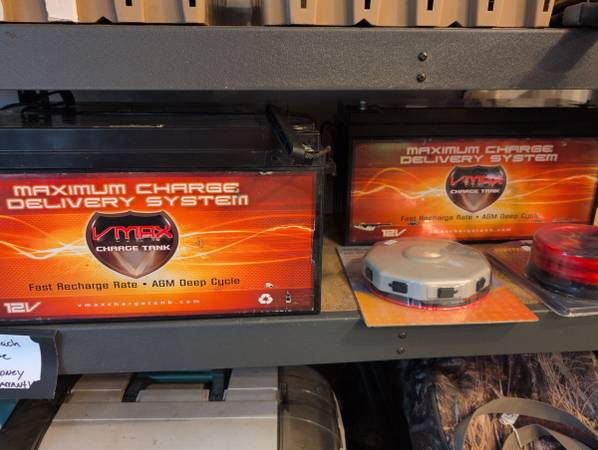 MAXIMUM CHARGE
DELIVERY SYSTEM
VMAX
CHARGE TANK
Fast Recharge Rate • AGM Deep Cycle
12V
vmaxchargetank.com
MAXIMUM CHARGE
DELIVERY SYSTEM
VMAX
CHARGE TANK
Fast Recharge Rate • AGM Deep Cycle
12V